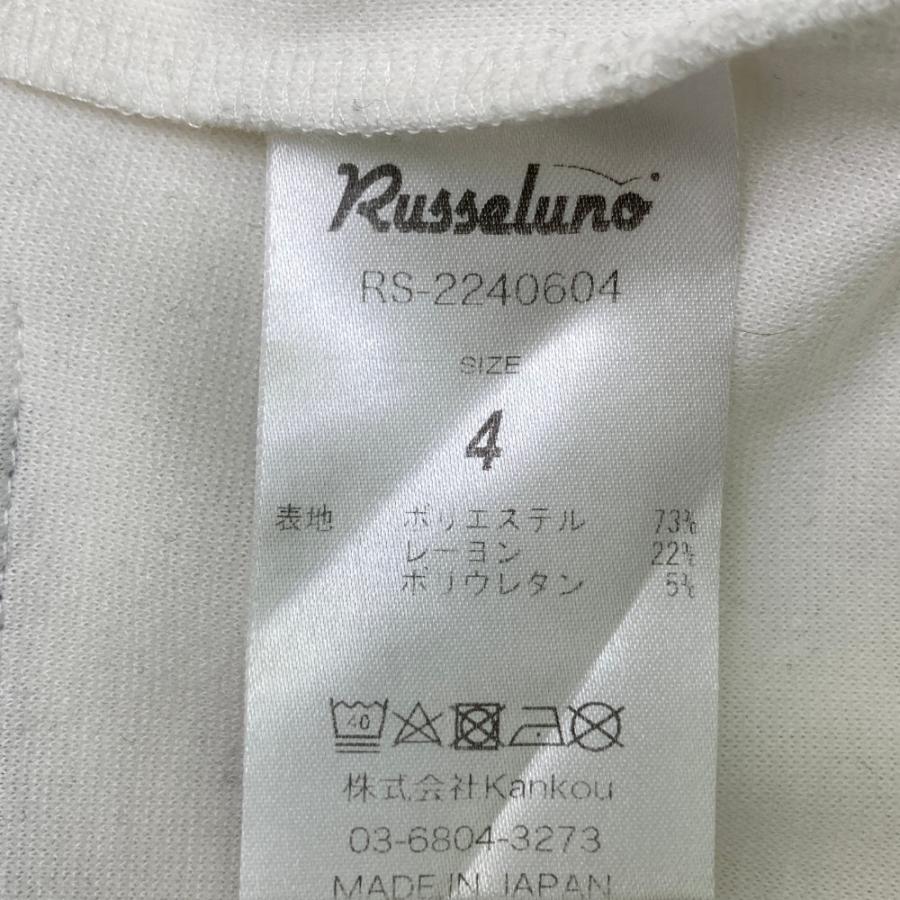 Russeluno
RS-2240604
SIZE
4
表地 ポリエステル 73%
レーヨン 22%
ポリウレタン 5%
40
株式会社Kankou
03-6804-3273
MADE IN JAPAN